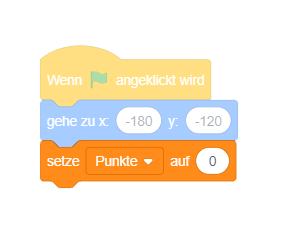 Wenn angeklickt wird
gehe zu x: -180 y: -120
setze Punkte auf 0